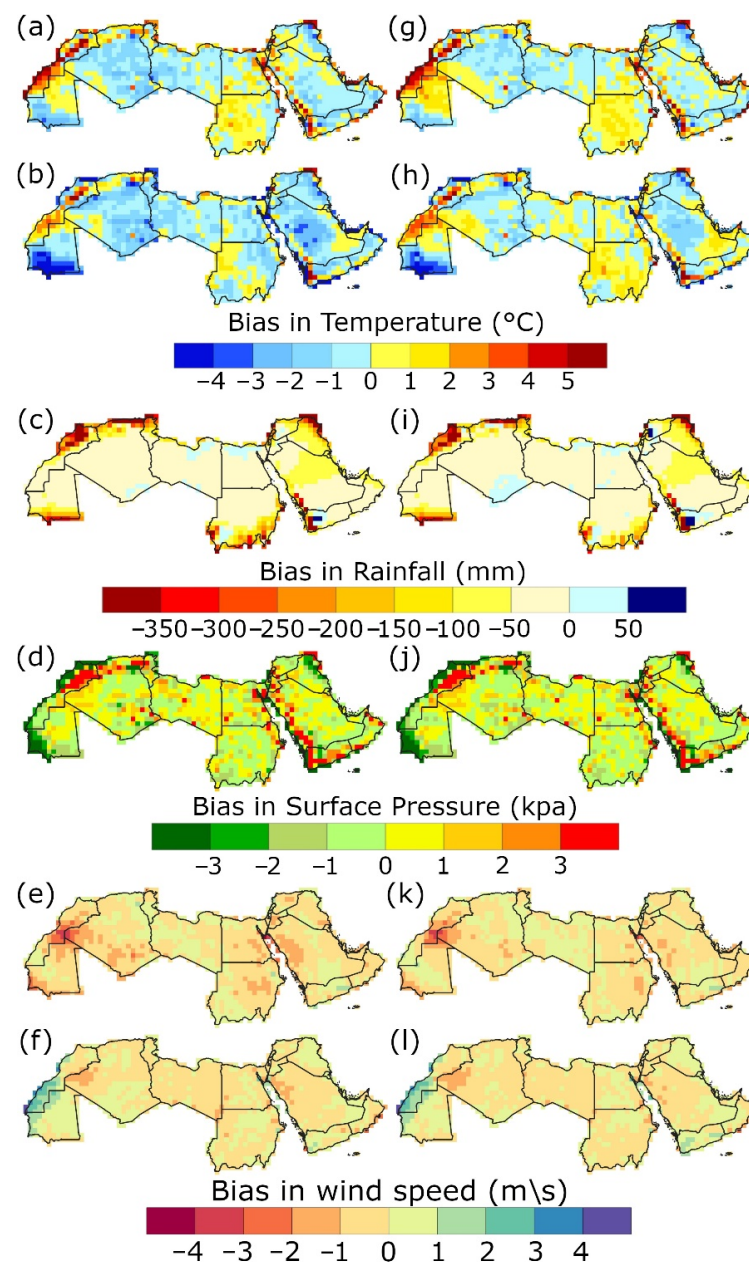 (a) (g)
(b) (h)
Bias in Temperature (°C)
−4 −3 −2 −1 0 1 2 3 4 5
(c) (i)
Bias in Rainfall (mm)
−350 −300 −250 −200 −150 −100 −50 0 50
(d) (j)
Bias in Surface Pressure (kpa)
−3 −2 −1 0 1 2 3
(e) (k)
(f) (l)
Bias in wind speed (m\s)
−4 −3 −2 −1 0 1 2 3 4